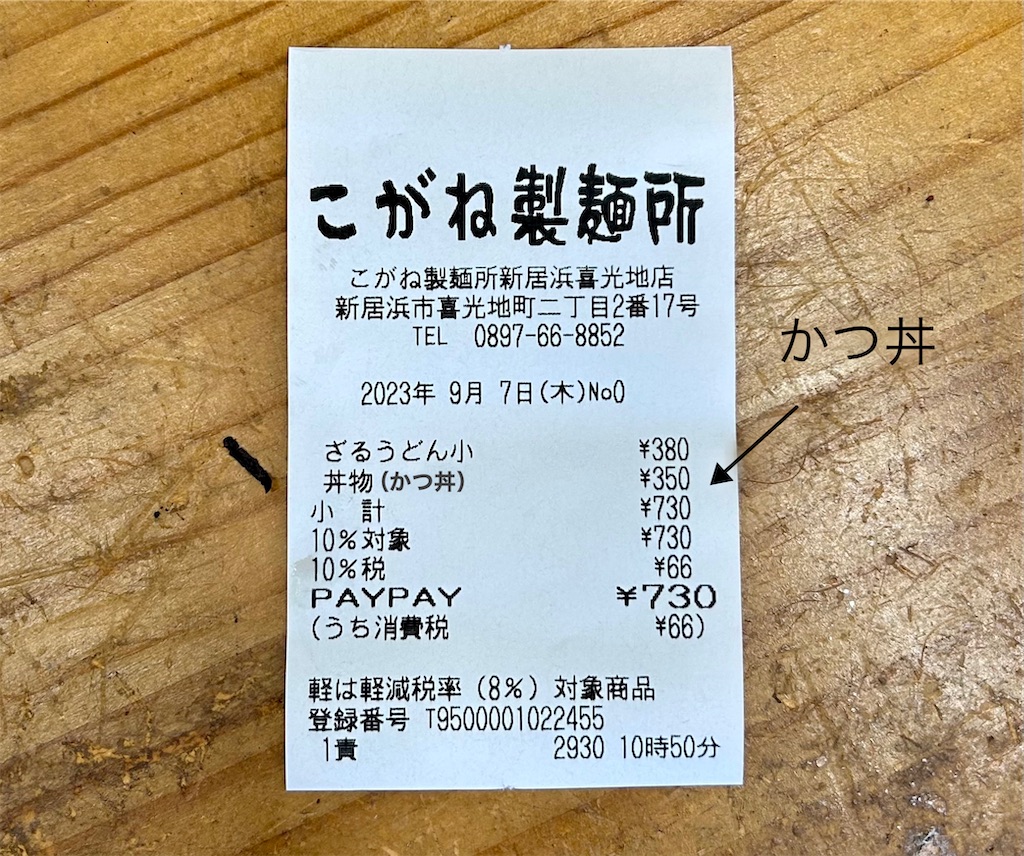 こがね製麺所
こがね製麺所新居浜喜光地店
新居浜市喜光地町二丁目2番17号
TEL 0897-66-8852
かつ丼
2023年 9月 7日(木)No0
ざるうどん小 ¥380
丼物(かつ丼) ¥350
小 計 ¥730
10%対象 ¥730
10%税 ¥66
PAYPAY ¥730
(うち消費税 ¥66)
軽は軽減税率(8%)対象商品
登録番号 T9500001022455
1責 2930 10時50分